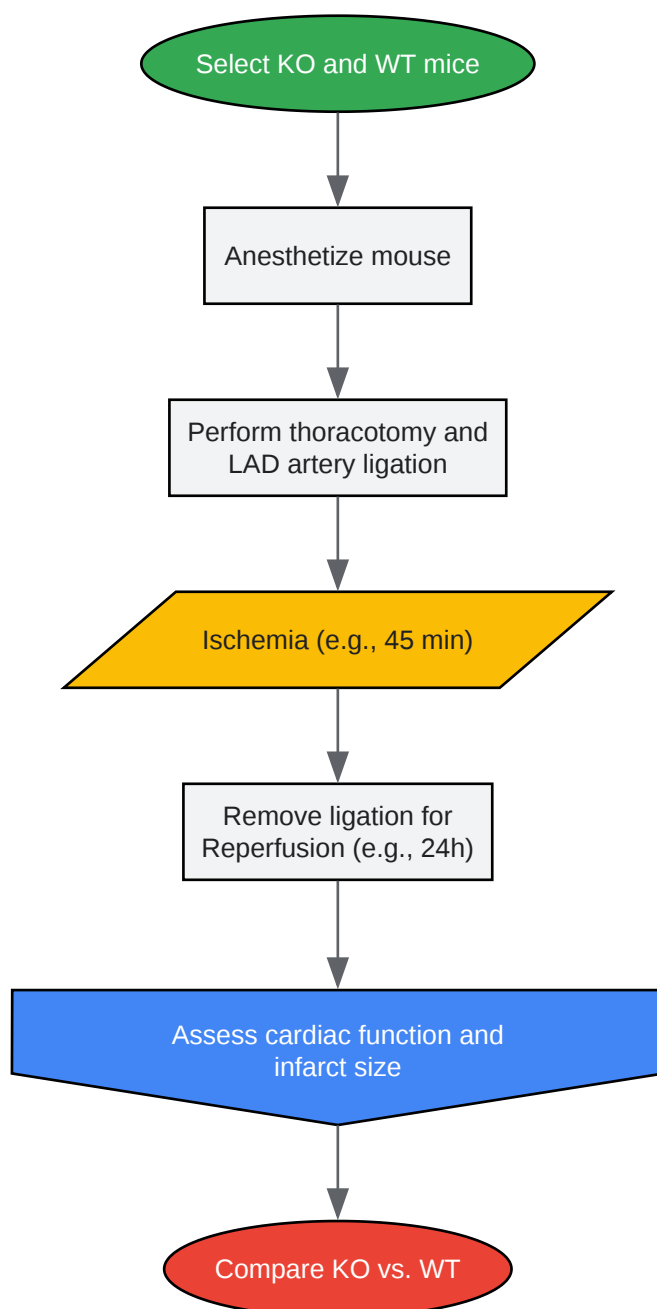 Select KO and WT mice
Anesthetize mouse
Perform thoracotomy and
LAD artery ligation
Ischemia (e.g., 45 min)
Remove ligation for
Reperfusion (e.g., 24h)
Assess cardiac function and
infarct size
Compare KO vs. WT